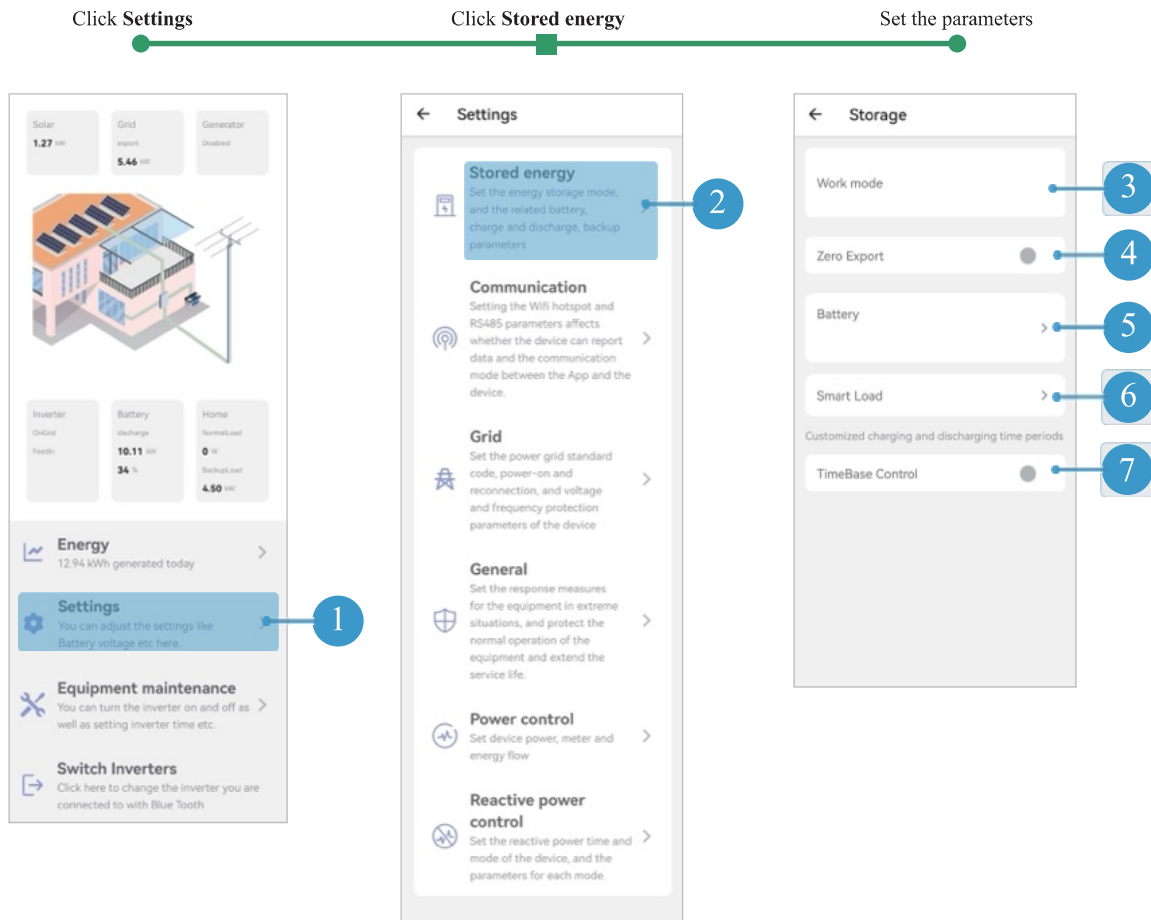 Click Settings
Click Stored energy
Set the parameters
Solar
1.27 kW
Grid
export
5.46 kW
Generator
Disabled
Inverter
OnGrid
FeedIn
Battery
discharge
10.11 kW
34 %
Home
NormalLoad
0 W
BackupLoad
4.50 kW
Energy
12.94 kWh generated today
Settings
You can adjust the settings like
Battery voltage etc here.
1
Equipment maintenance
You can turn the inverter on and off as
well as setting inverter time etc.
Switch Inverters
Click here to change the inverter you are
connected to with Blue Tooth
Settings
Stored energy
Set the energy storage mode,
and the related battery,
charge and discharge, backup
parameters
2
Communication
Setting the Wifi hotspot and
RS485 parameters affects
whether the device can report
data and the communication
mode between the App and the
device.
Grid
Set the power grid standard
code, power-on and
reconnection, and voltage
and frequency protection
parameters of the device
General
Set the response measures
for the equipment in extreme
situations, and protect the
normal operation of the
equipment and extend the
service life.
Power control
Set device power, meter and
energy flow
Reactive power
control
Set the reactive power time and
mode of the device, and the
parameters for each mode.
Storage
Work mode
3
Zero Export
4
Battery
5
Smart Load
6
Customized charging and discharging time periods
TimeBase Control
7